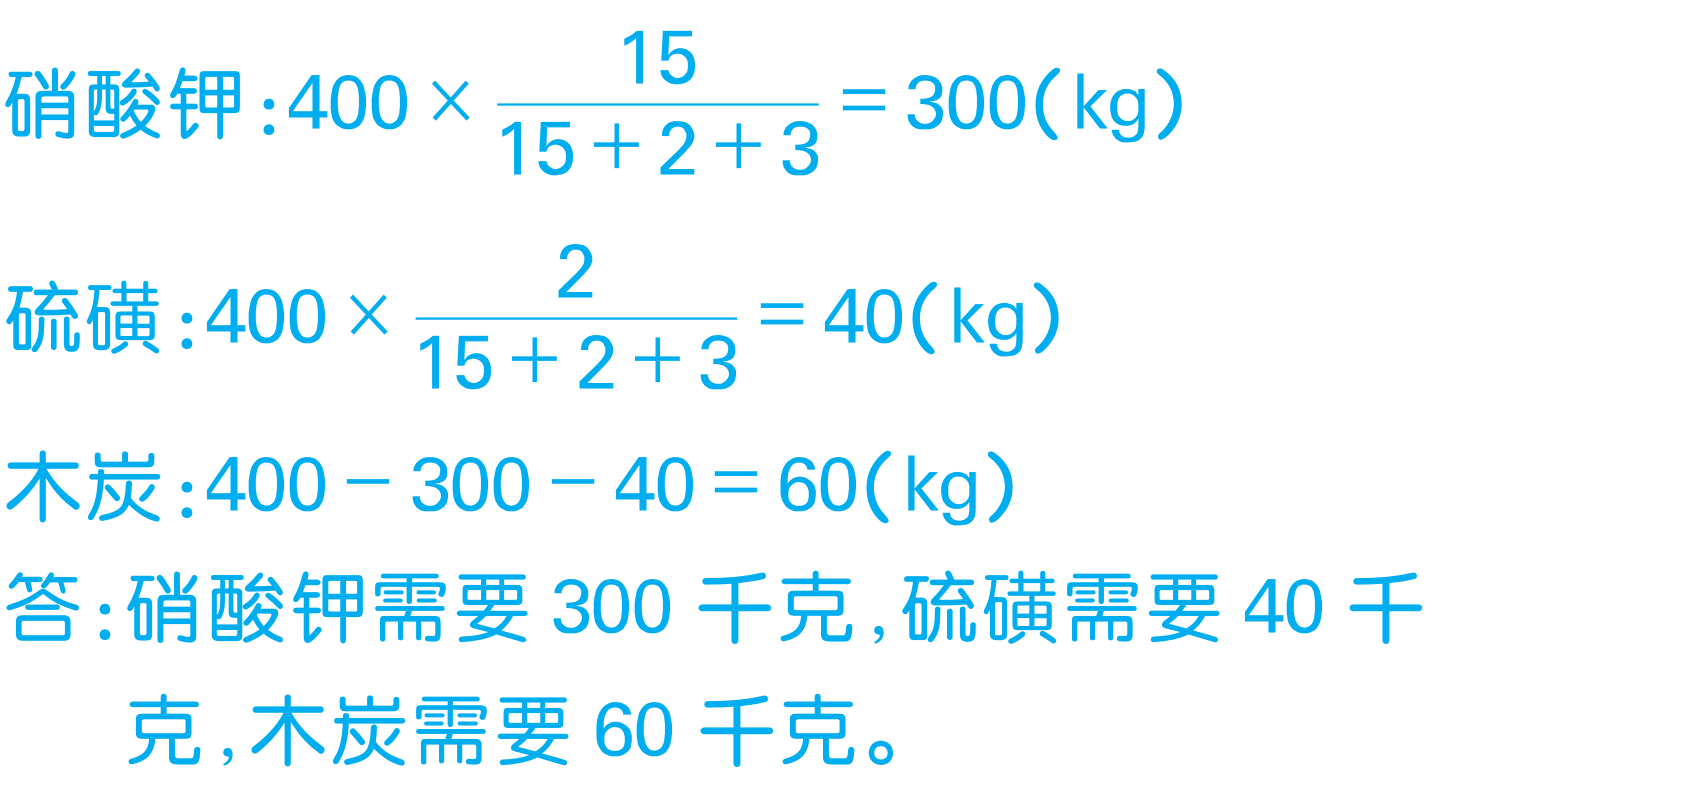 硝酸钾:400 × 15/(15 + 2 + 3) = 300(kg)
硫磺:400 × 2/(15 + 2 + 3) = 40(kg)
木炭:400 − 300 − 40 = 60(kg)
答:硝酸钾需要 300 千克,硫磺需要 40 千
克,木炭需要 60 千克。